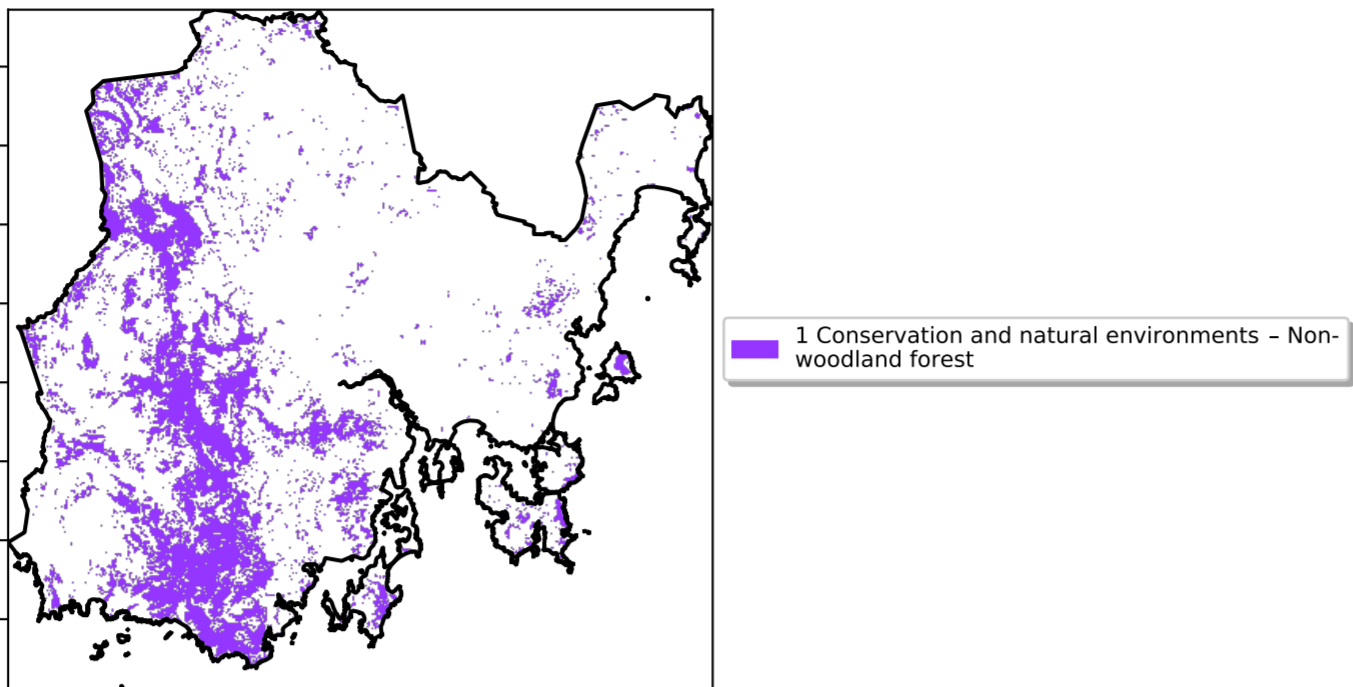 1 Conservation and natural environments – Non-
woodland forest